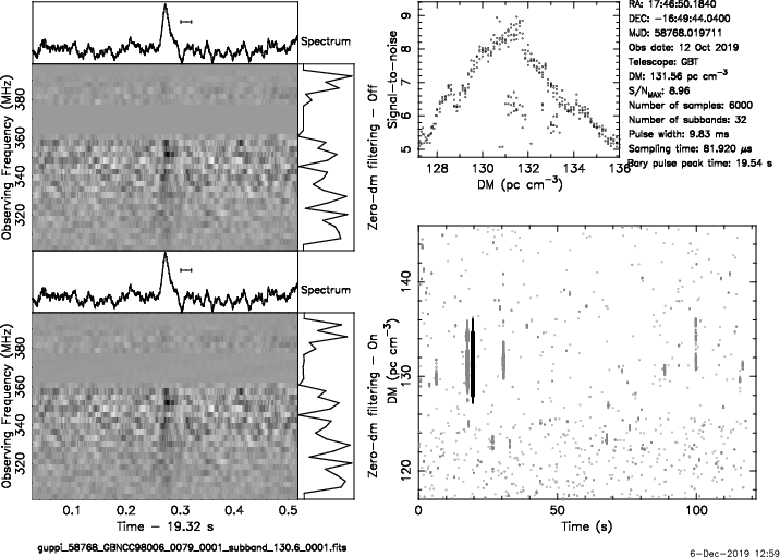 Spectrum
Observing Frequency (MHz)
380
360
340
320
Zero-dm filtering - Off
Spectrum
Observing Frequency (MHz)
380
360
340
320
Zero-dm filtering - On
0.1 0.2 0.3 0.4 0.5
Time - 19.32 s
guppi_58768_GBNCC98006_0079_0001_subband_130.6_0001.fits
Signal-to-noise
9
8
7
6
5
128 130 132 134 136
DM (pc cm⁻³)
RA: 17:46:50.1840
DEC: -16:49:44.0400
MJD: 58768.019711
Obs date: 12 Oct 2019
Telescope: GBT
DM: 131.56 pc cm⁻³
S/N_MAX: 8.96
Number of samples: 6000
Number of subbands: 32
Pulse width: 9.83 ms
Sampling time: 81.920 μs
Bary pulse peak time: 19.54 s
DM (pc cm⁻³)
140
130
120
0 50 100
Time (s)
6-Dec-2019 12:59